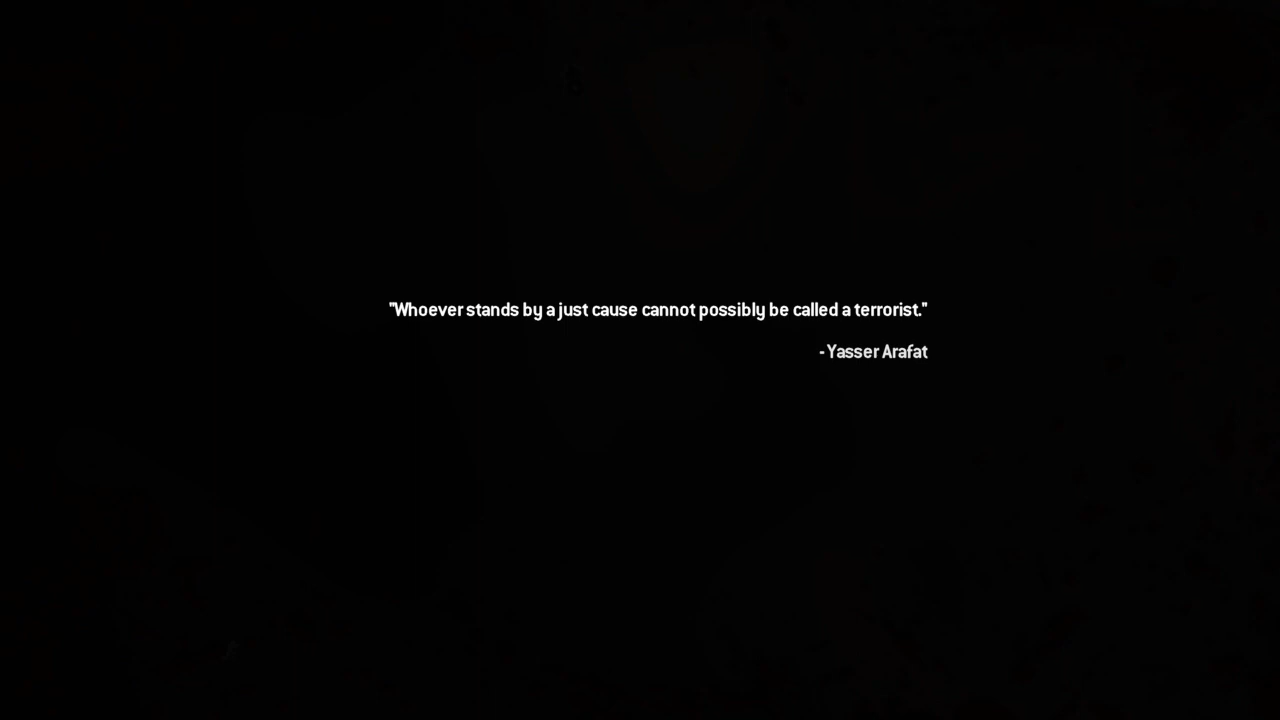 "Whoever stands by a just cause cannot possibly be called a terrorist."
- Yasser Arafat